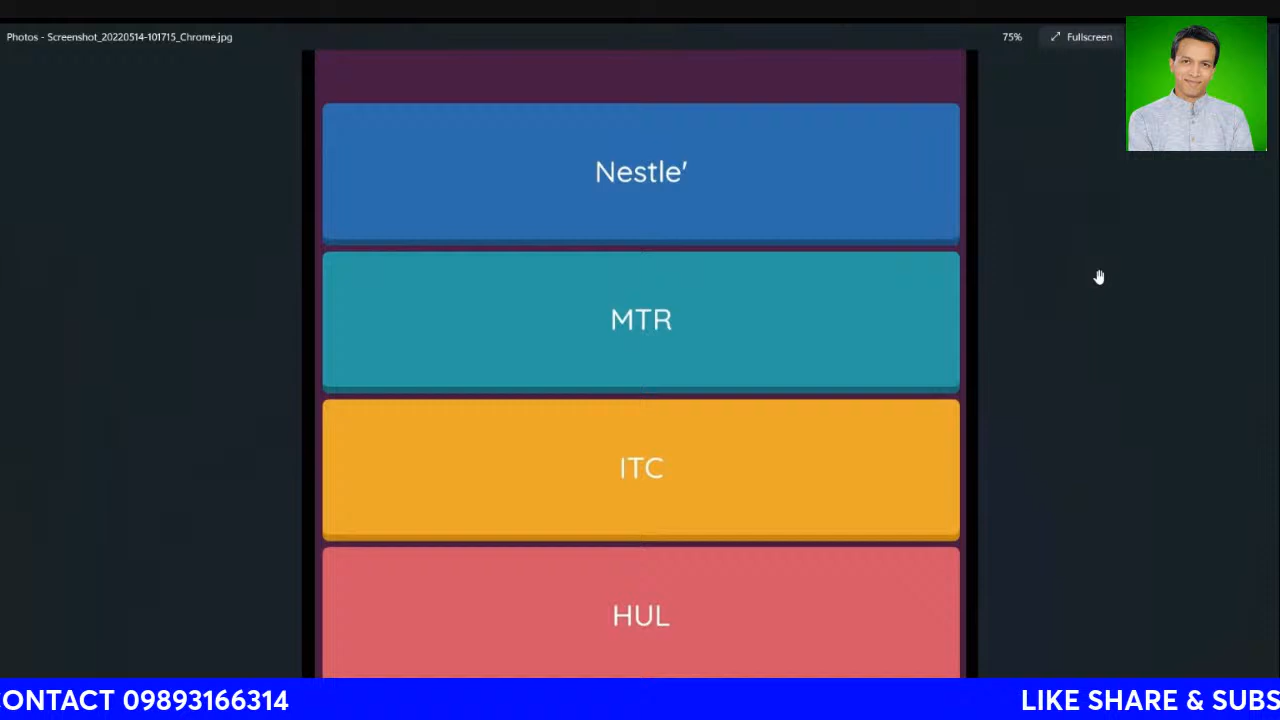 Photos - Screenshot_20220514-101715_Chrome.jpg
75%
Fullscreen
Nestle'
MTR
ITC
HUL
ONTACT 09893166314
LIKE SHARE & SUBS